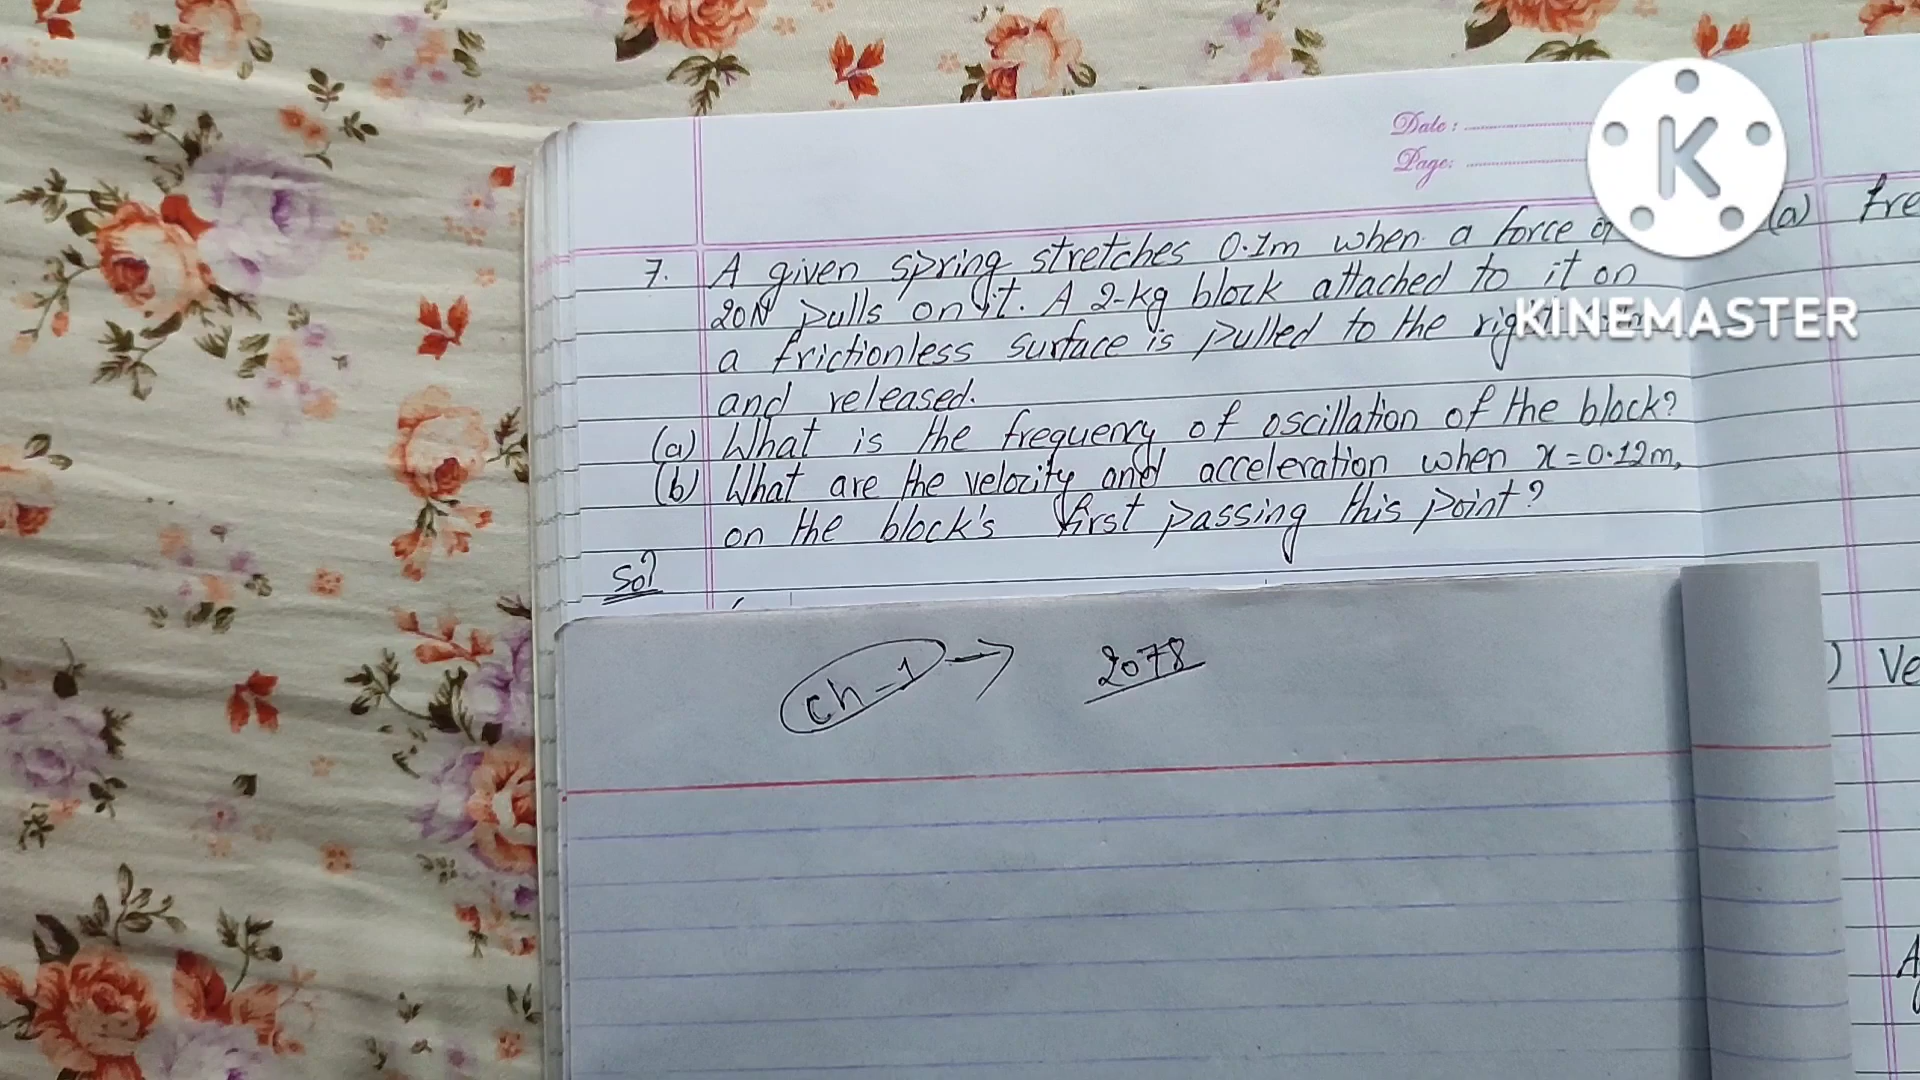 Date :
Page:
K
KINEMASTER
7. A given spring stretches 0.1m when a force
20N pulls on it. A 2-kg block attached to it on
a frictionless surface is pulled to the
and released.
(a) What is the frequency of oscillation of the block?
(b) What are the velocity and acceleration when x = 0.12m,
on the block's first passing this point?
Sol
Ch-1 → 2078
(a)